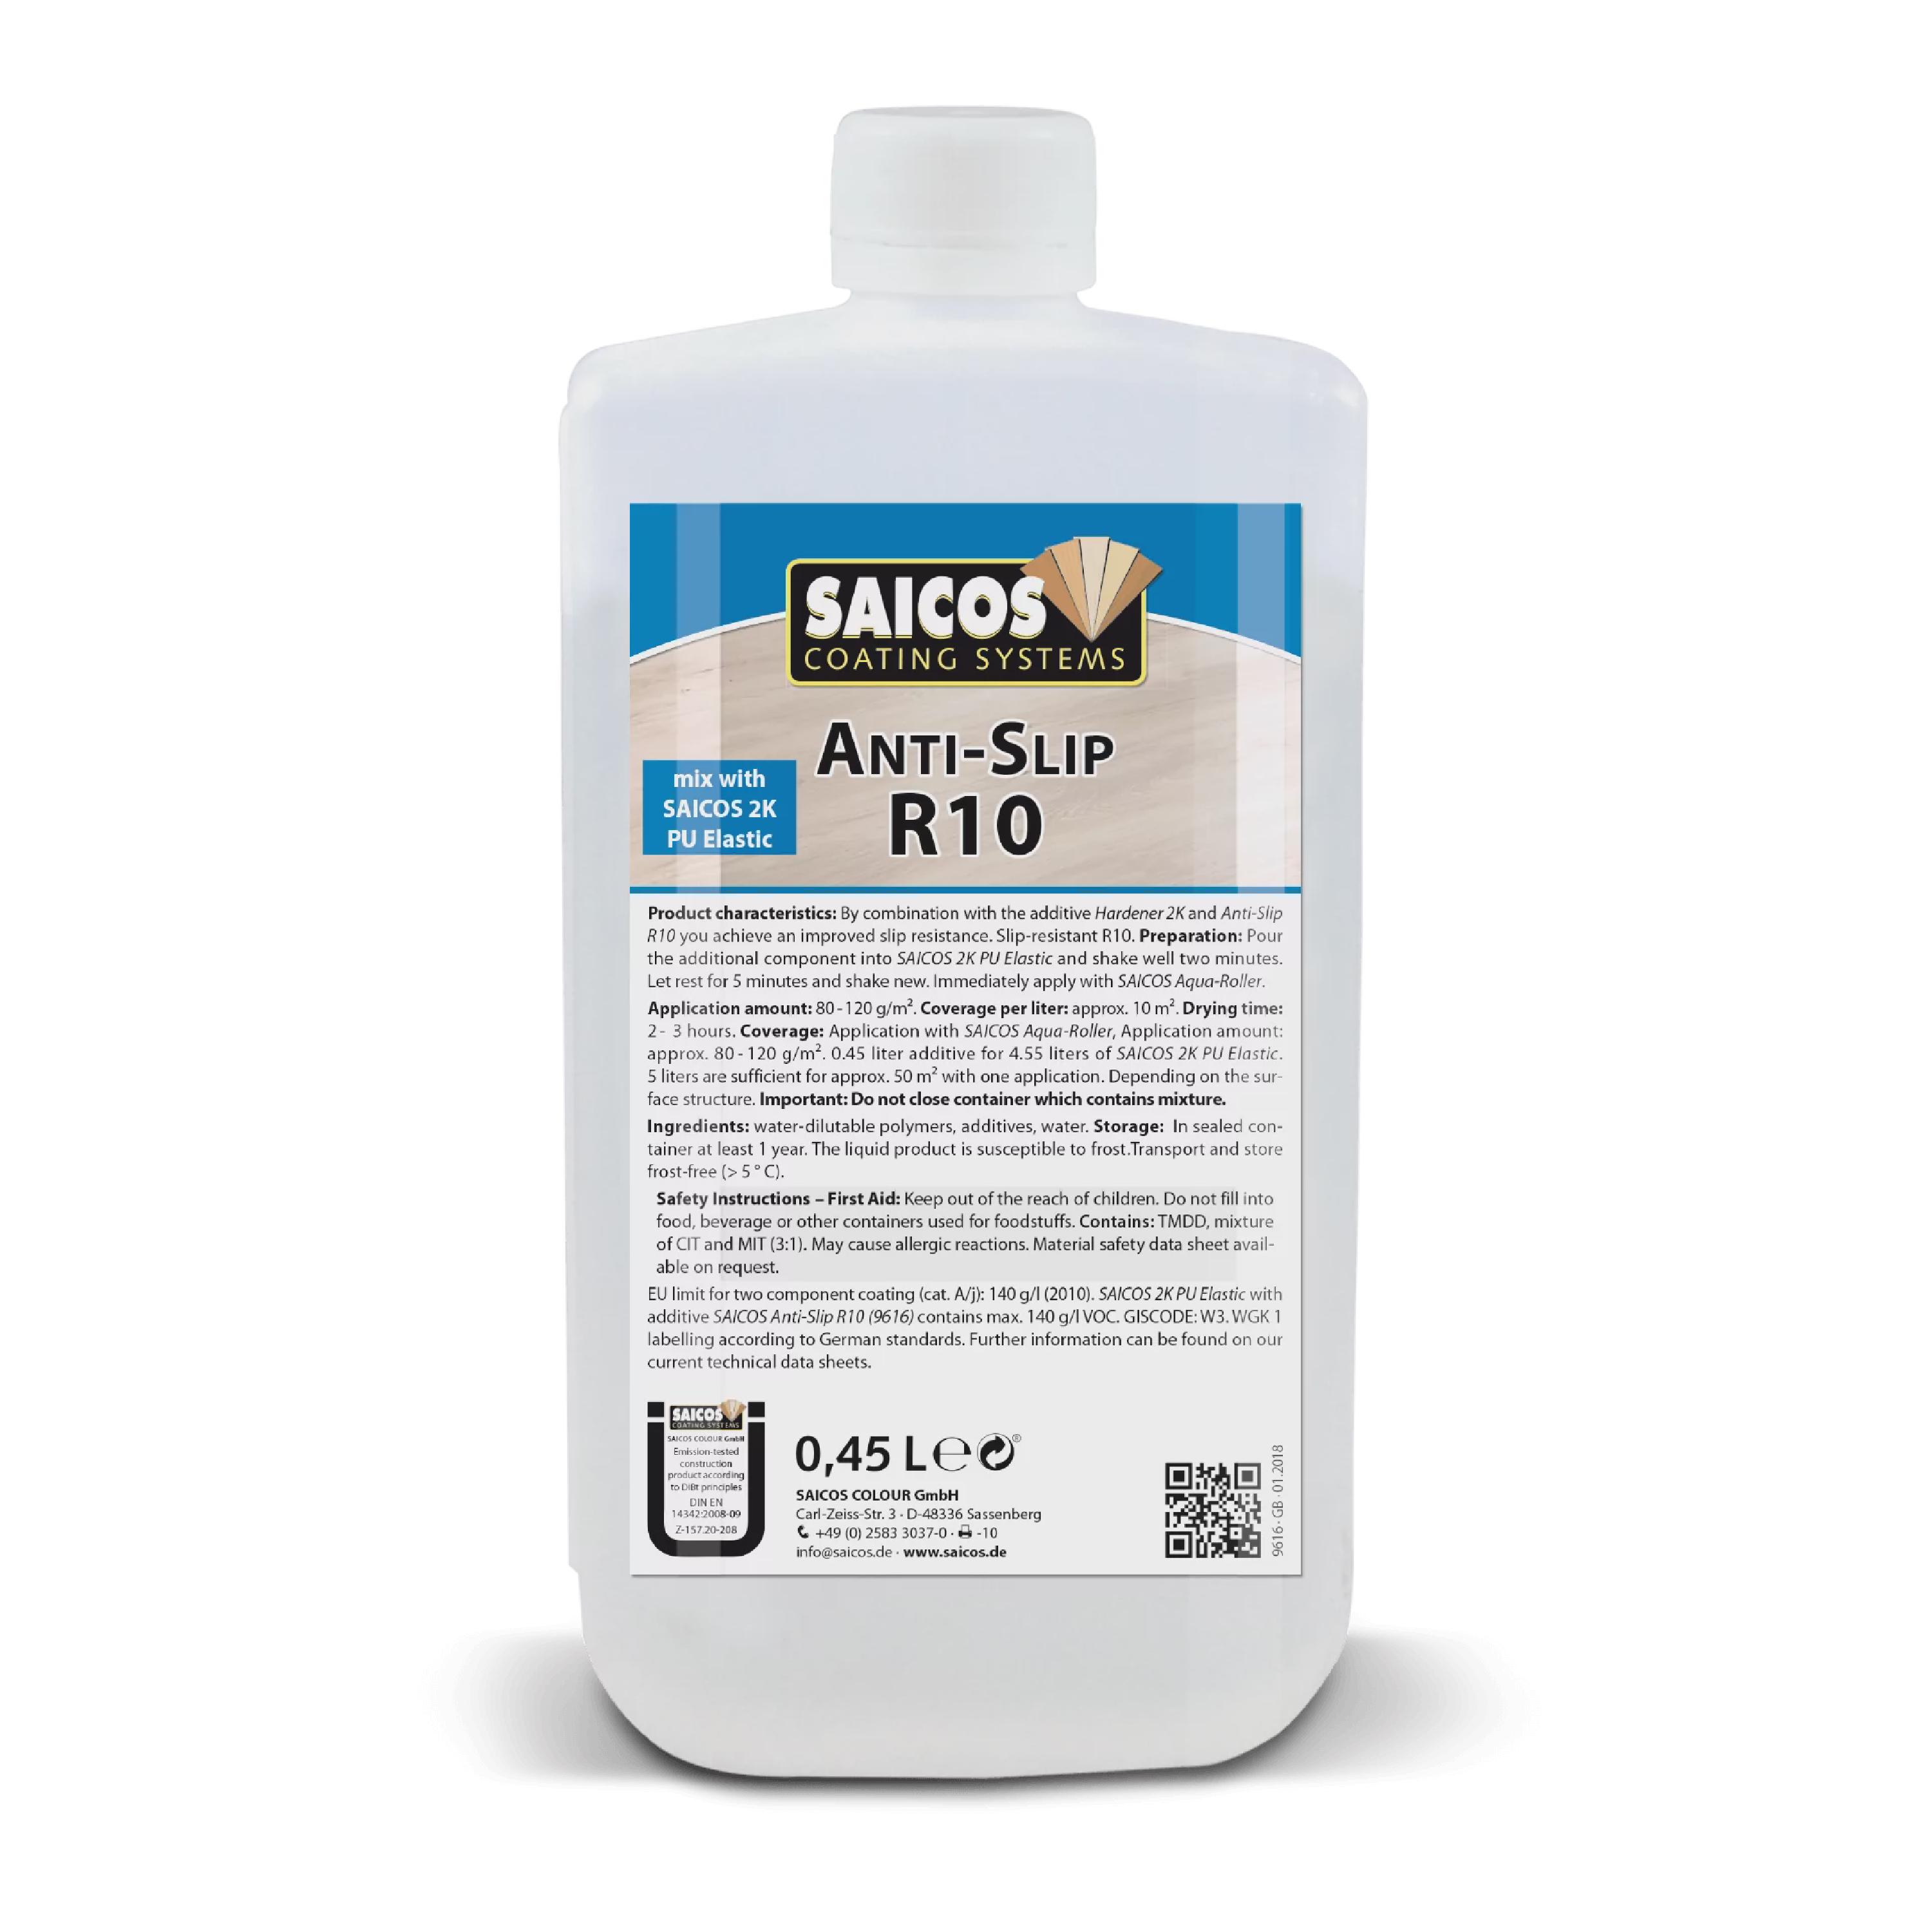 SAICOS
COATING SYSTEMS
ANTI-SLIP
R10
mix with
SAICOS 2K
PU Elastic
Product characteristics: By combination with the additive Hardener 2K and Anti-Slip
R10 you achieve an improved slip resistance. Slip-resistant R10. Preparation: Pour
the additional component into SAICOS 2K PU Elastic and shake well two minutes.
Let rest for 5 minutes and shake new. Immediately apply with SAICOS Aqua-Roller.
Application amount: 80 - 120 g/m². Coverage per liter: approx. 10 m². Drying time:
2 - 3 hours. Coverage: Application with SAICOS Aqua-Roller, Application amount:
approx. 80 - 120 g/m². 0.45 liter additive for 4.55 liters of SAICOS 2K PU Elastic.
5 liters are sufficient for approx. 50 m² with one application. Depending on the sur-
face structure. Important: Do not close container which contains mixture.
Ingredients: water-dilutable polymers, additives, water. Storage: In sealed con-
tainer at least 1 year. The liquid product is susceptible to frost.Transport and store
frost-free (> 5 ° C).
Safety Instructions – First Aid: Keep out of the reach of children. Do not fill into
food, beverage or other containers used for foodstuffs. Contains: TMDD, mixture
of CIT and MIT (3:1). May cause allergic reactions. Material safety data sheet avail-
able on request.
EU limit for two component coating (cat. A/j): 140 g/l (2010). SAICOS 2K PU Elastic with
additive SAICOS Anti-Slip R10 (9616) contains max. 140 g/l VOC. GISCODE: W3. WGK 1
labelling according to German standards. Further information can be found on our
current technical data sheets.
SAICOS
COATING SYSTEMS
SAICOS COLOUR GmbH
Emission-tested
construction
product according
to DIBt principles
DIN EN
14342:2008-09
Z-157.20-208
0,45 L ℮ ®
SAICOS COLOUR GmbH
Carl-Zeiss-Str. 3 · D-48336 Sassenberg
+49 (0) 2583 3037-0 · -10
info@saicos.de · www.saicos.de
9616 · GB · 01.2018